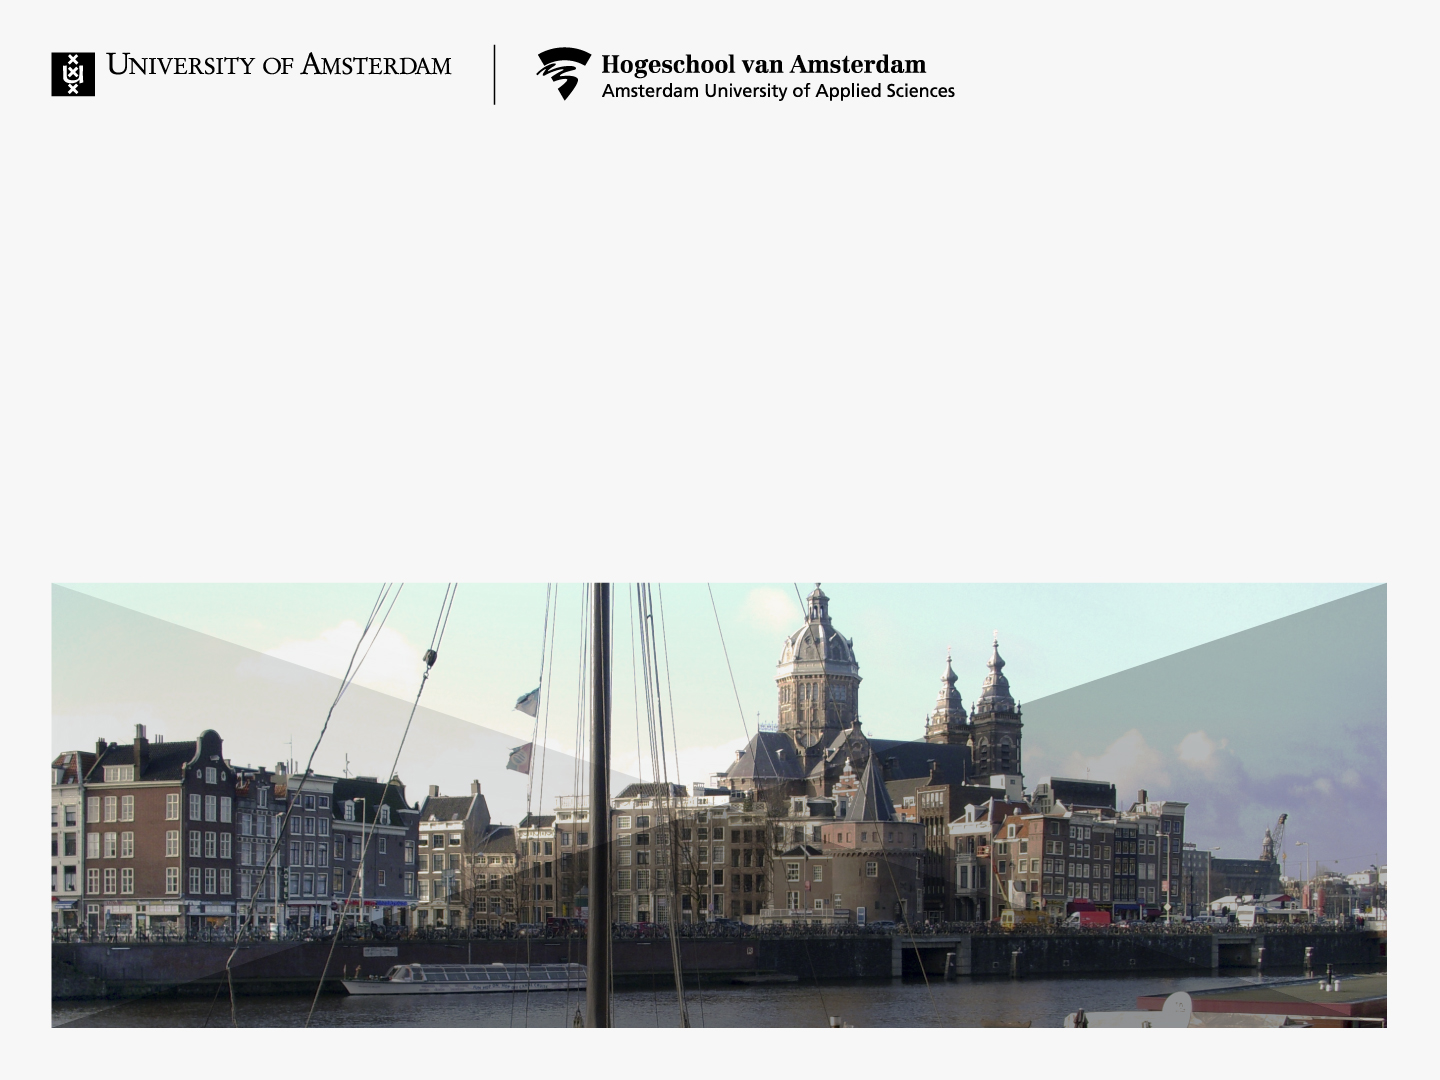 UNIVERSITY OF AMSTERDAM
Hogeschool van Amsterdam
Amsterdam University of Applied Sciences